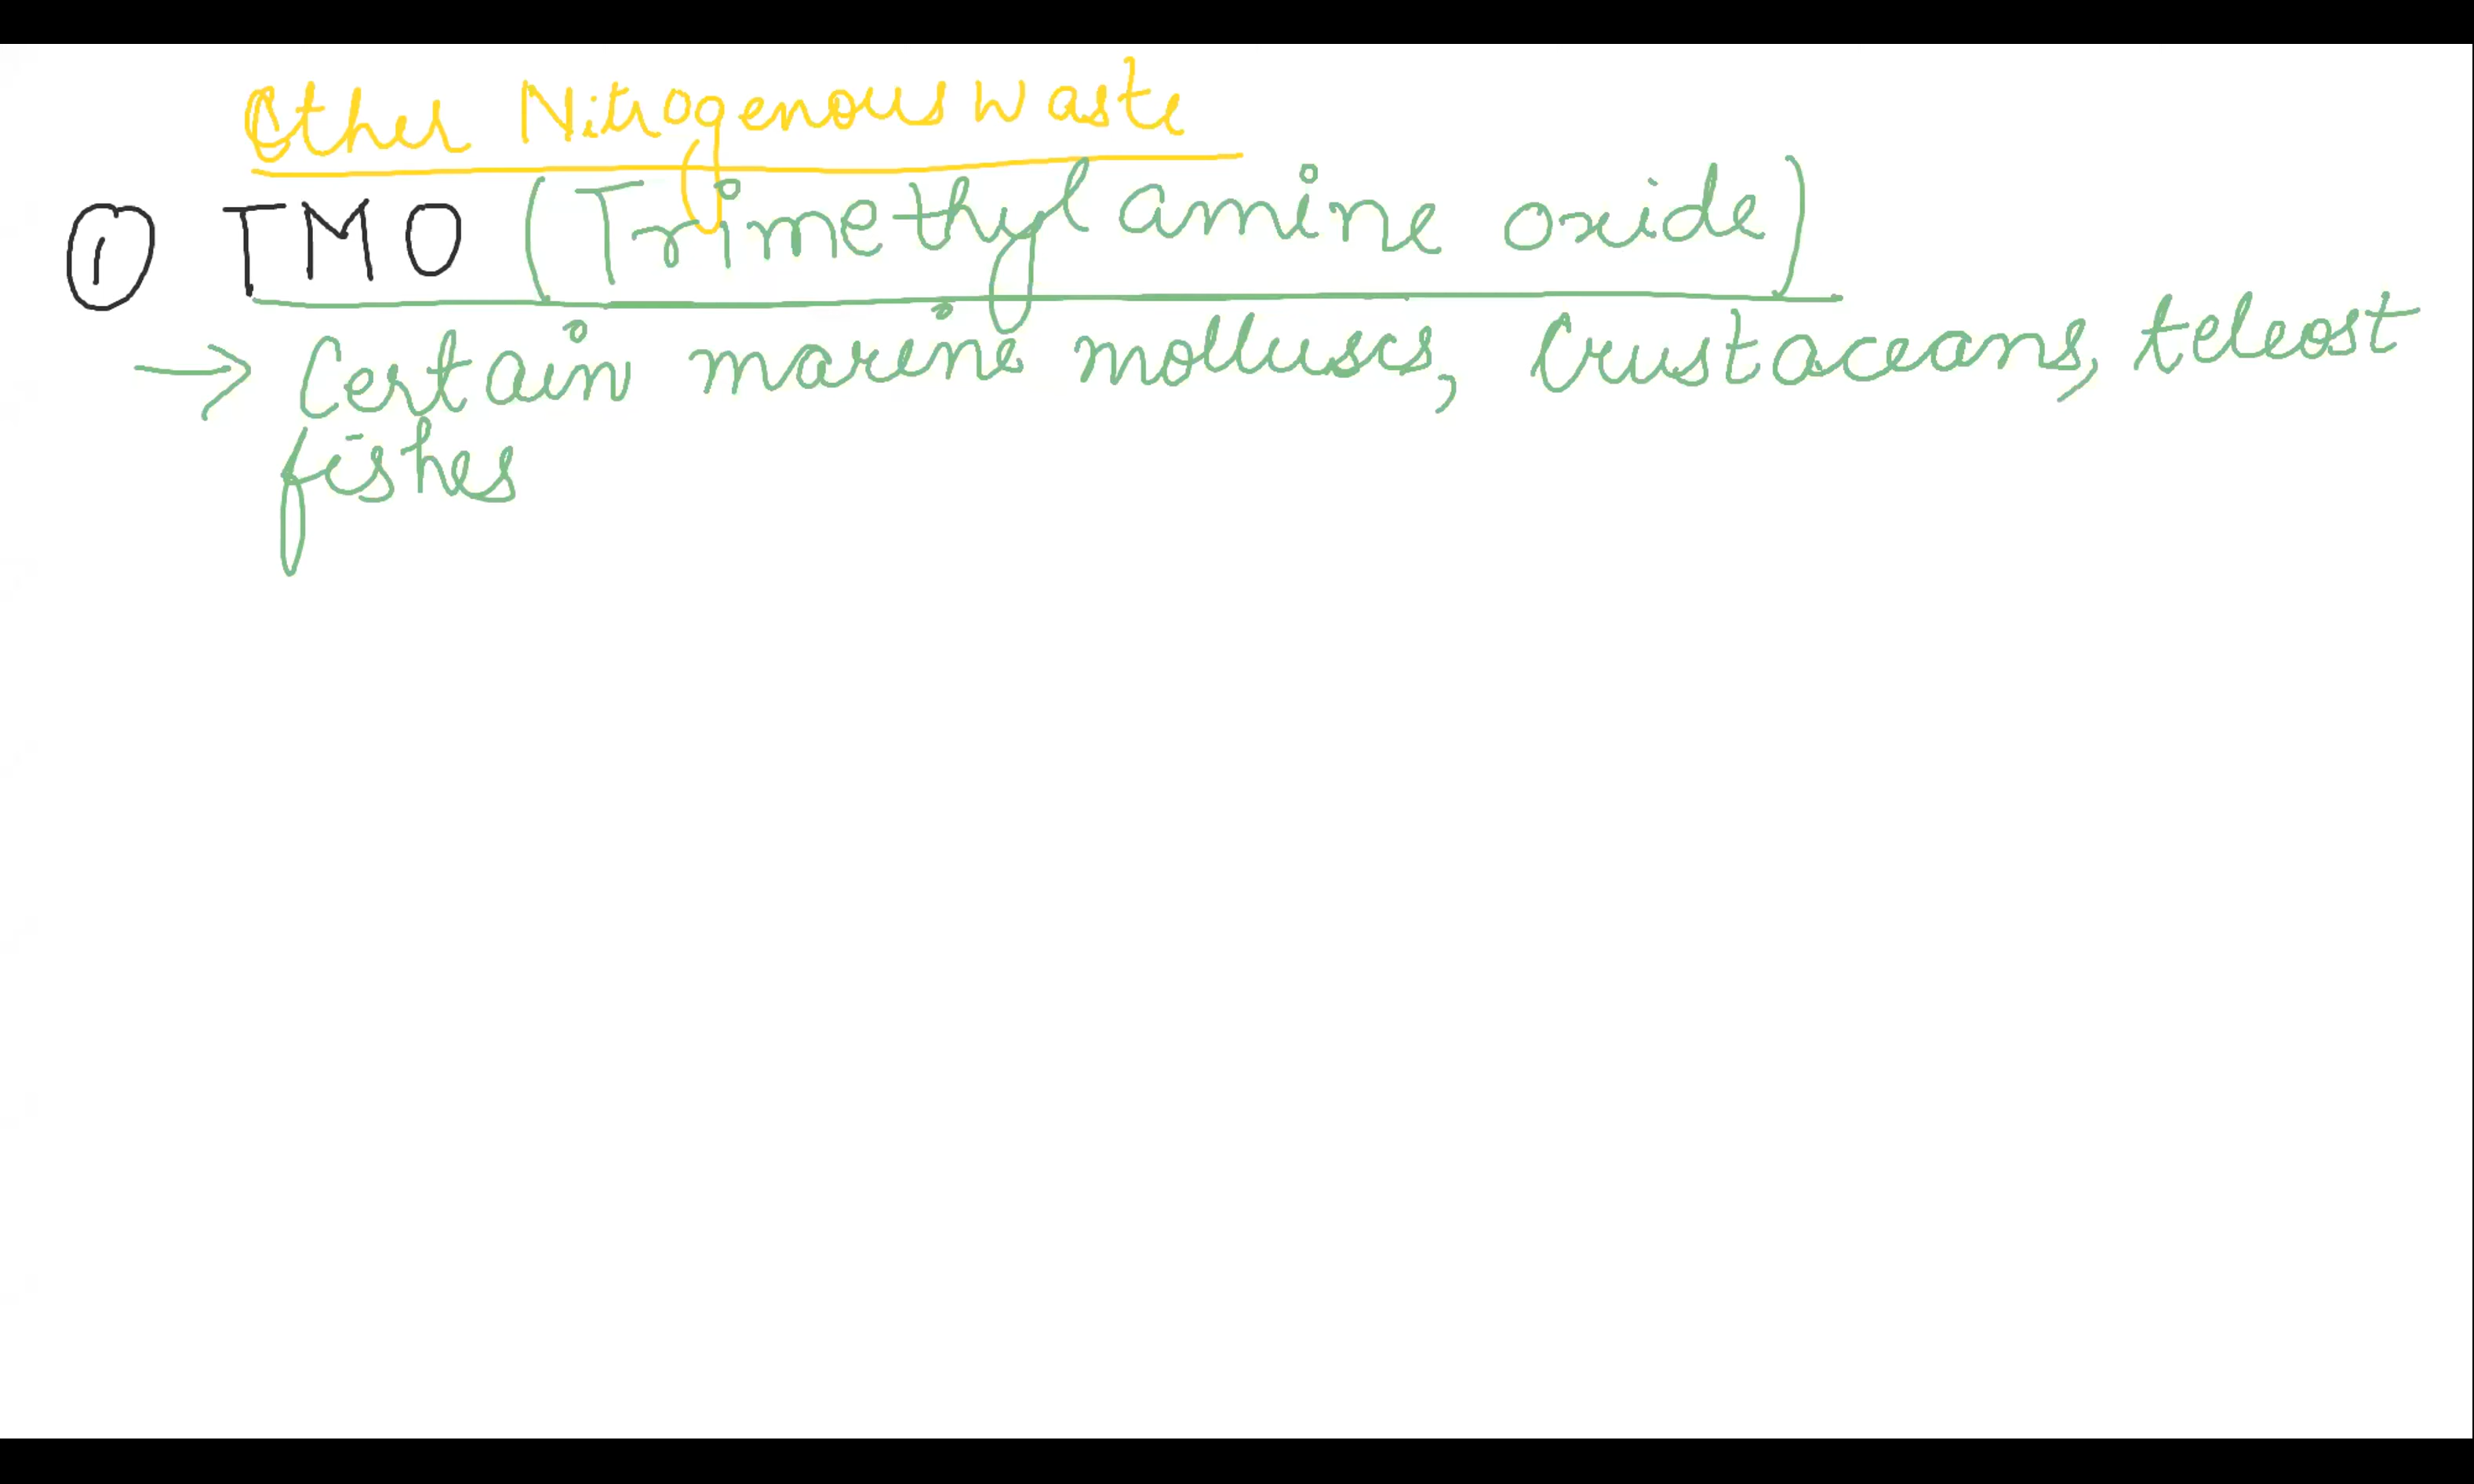 Other Nitrogenous waste
① TMO (Trimethylamine oxide)
→ Certain marine molluscs, Crustaceans, teleost
fishes